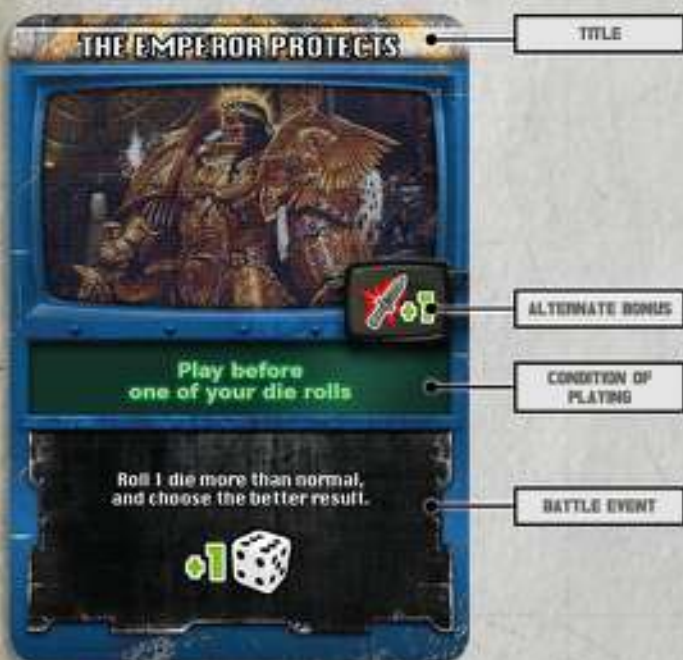 THE EMPEROR PROTECTS
TITLE
+1
ALTERNATE BONUS
Play before
one of your die rolls
CONDITION OF
PLAYING
Roll 1 die more than normal,
and choose the better result.
BATTLE EVENT
+1